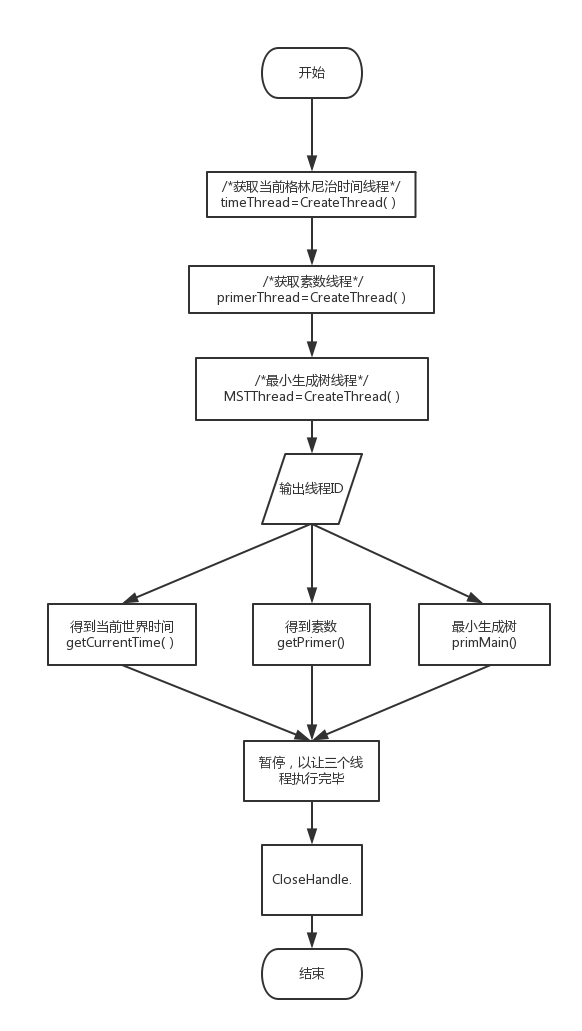 开始
/*获取当前格林尼治时间线程*/
timeThread=CreateThread( )
/*获取素数线程*/
primerThread=CreateThread( )
/*最小生成树线程*/
MSTThread=CreateThread( )
输出线程ID
得到当前世界时间
getCurrentTime( )
得到素数
getPrimer()
最小生成树
primMain()
暂停，以让三个线
程执行完毕
CloseHandle.
结束